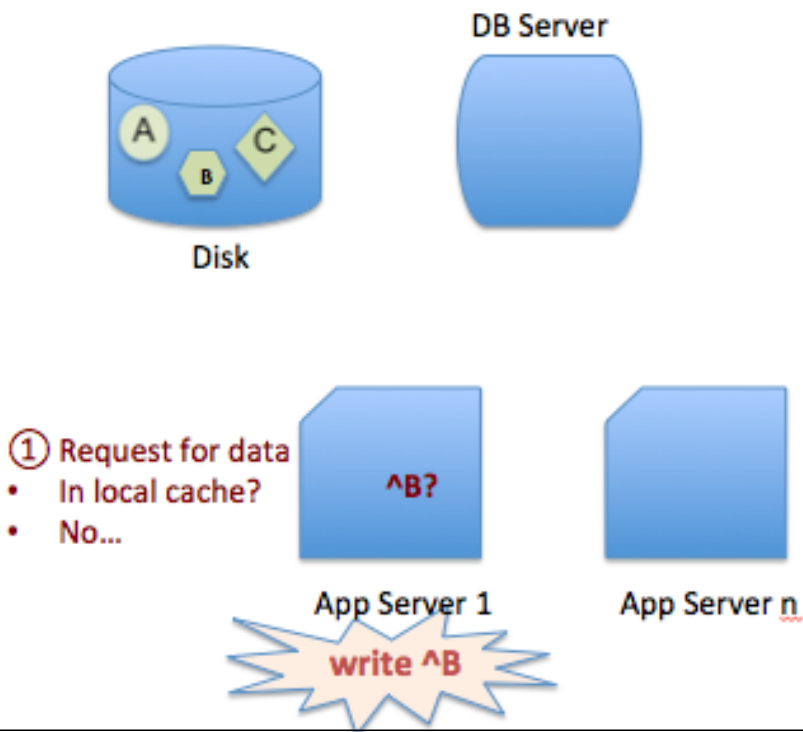 DB Server
A
B
C
Disk
① Request for data
• In local cache?
• No...
^B?
App Server 1
App Server n
write ^B